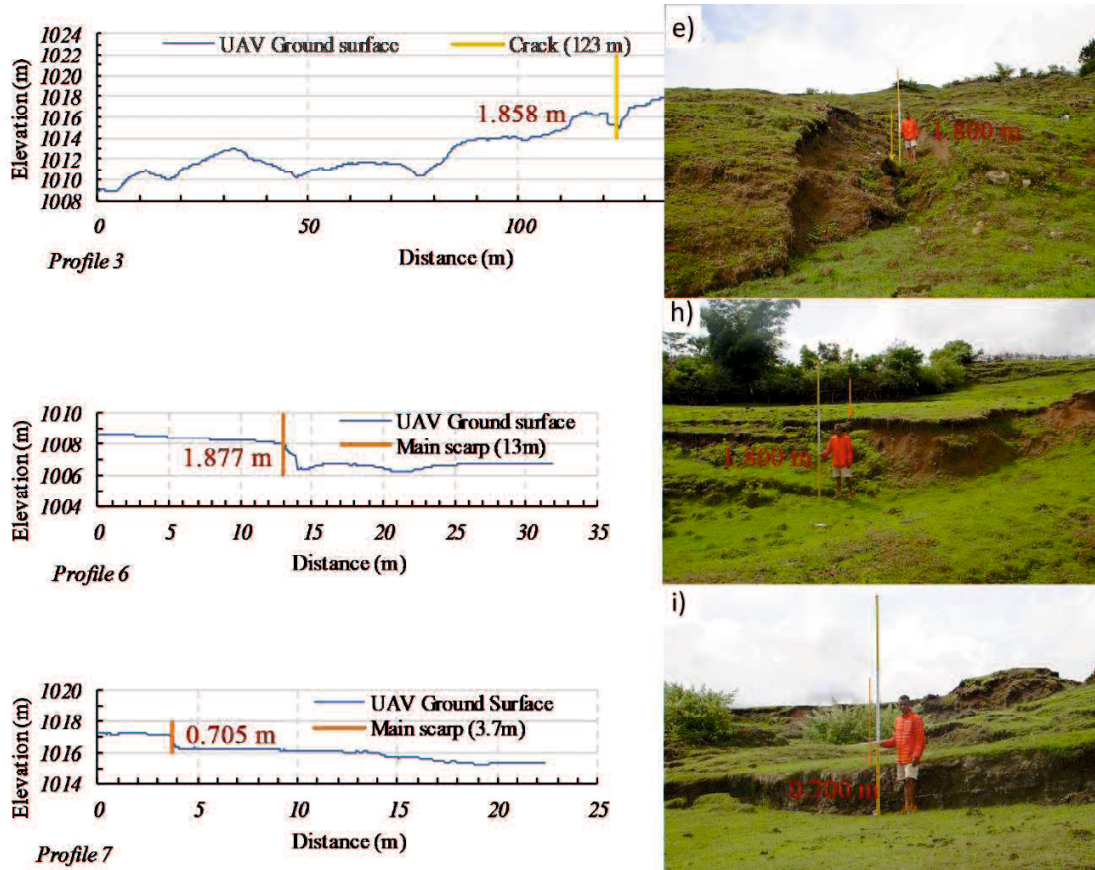 1024
1022
1020
1018
1016
1014
1012
1010
1008
Elevation (m)
UAV Ground surface
Crack (123 m)
1.858 m
0 50 100
Profile 3
Distance (m)
e)
1.800 m
1010
1008
1006
1004
Elevation (m)
UAV Ground surface
Main scarp (13m)
1.877 m
0 5 10 15 20 25 30 35
Distance (m)
Profile 6
h)
1.800 m
1020
1018
1016
1014
Elevation (m)
UAV Ground Surface
Main scarp (3.7m)
0.705 m
0 5 10 15 20 25
Distance (m)
Profile 7
i)
0.700 m